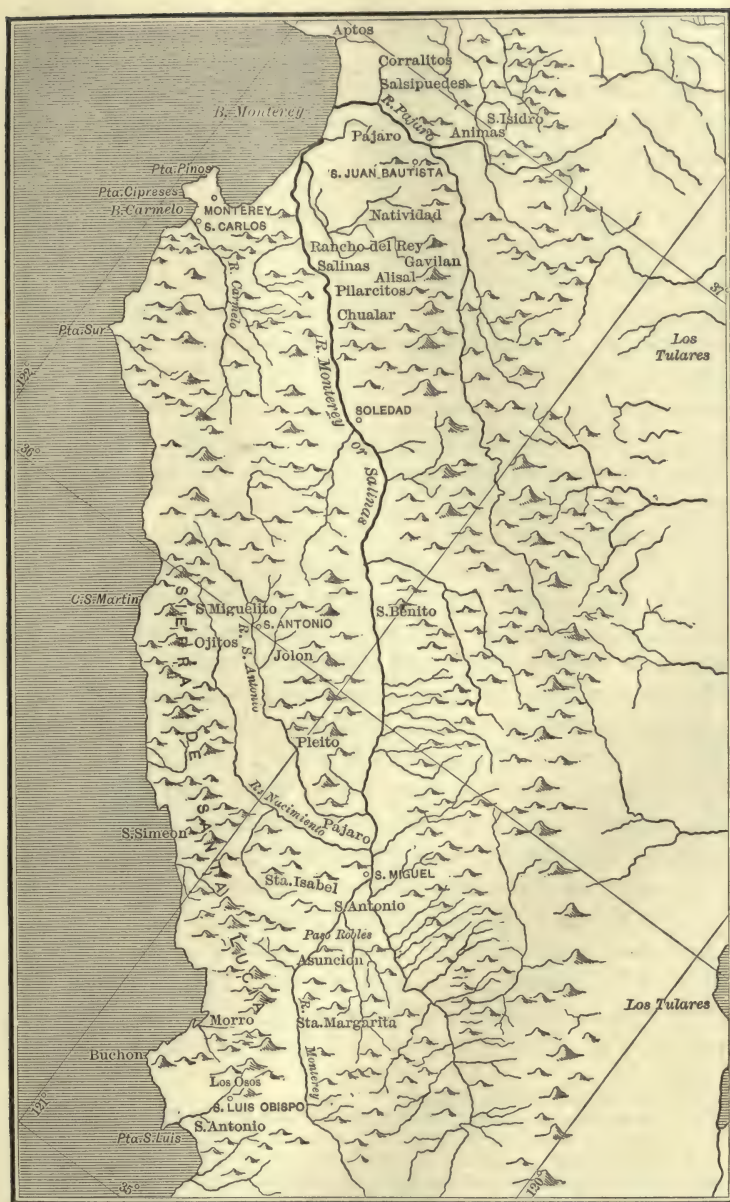 Aptos
Corralitos
Salsipuedes
R. Pajaro
S. Isidro
B. Monterey
Pajaro
Animas
Pta. Pinos
S. JUAN BAUTISTA
Pta. Cipreses
B. Carmelo
MONTEREY
S. CARLOS
Natividad
Rancho del Rey
Gavilan
Salinas
Alisal
Pilarcitos
R. Carmelo
Chualar
37°
Pta. Sur
Los
Tulares
122°
R. Monterey or Salinas
SOLEDAD
36°
C. S. Martin
S. Miguelito
S. ANTONIO
S. Benito
Ojitos
R. S. Antonio
Jolon
SIERRA DE SANTA LUCIA
Pleito
R. Nacimiento
Pajaro
S. Simeon
Sta. Isabel
S. MIGUEL
S. Antonio
Paso Robles
Asuncion
Los Tulares
Morro
R. Monterey
Sta. Margarita
Buchon
Los Osos
121°
S. LUIS OBISPO
S. Antonio
Pta. S. Luis
35°
120°